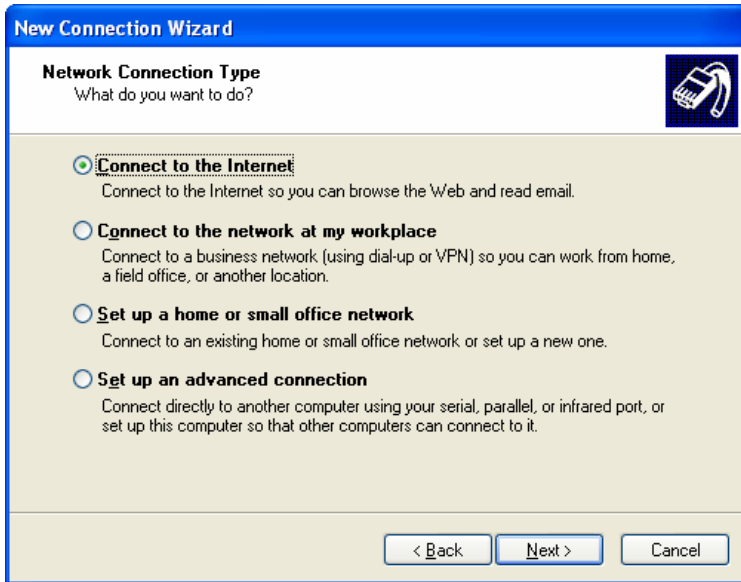 New Connection Wizard
Network Connection Type
What do you want to do?
Connect to the Internet
Connect to the Internet so you can browse the Web and read email.
Connect to the network at my workplace
Connect to a business network (using dial-up or VPN) so you can work from home,
a field office, or another location.
Set up a home or small office network
Connect to an existing home or small office network or set up a new one.
Set up an advanced connection
Connect directly to another computer using your serial, parallel, or infrared port, or
set up this computer so that other computers can connect to it.
< Back Next > Cancel